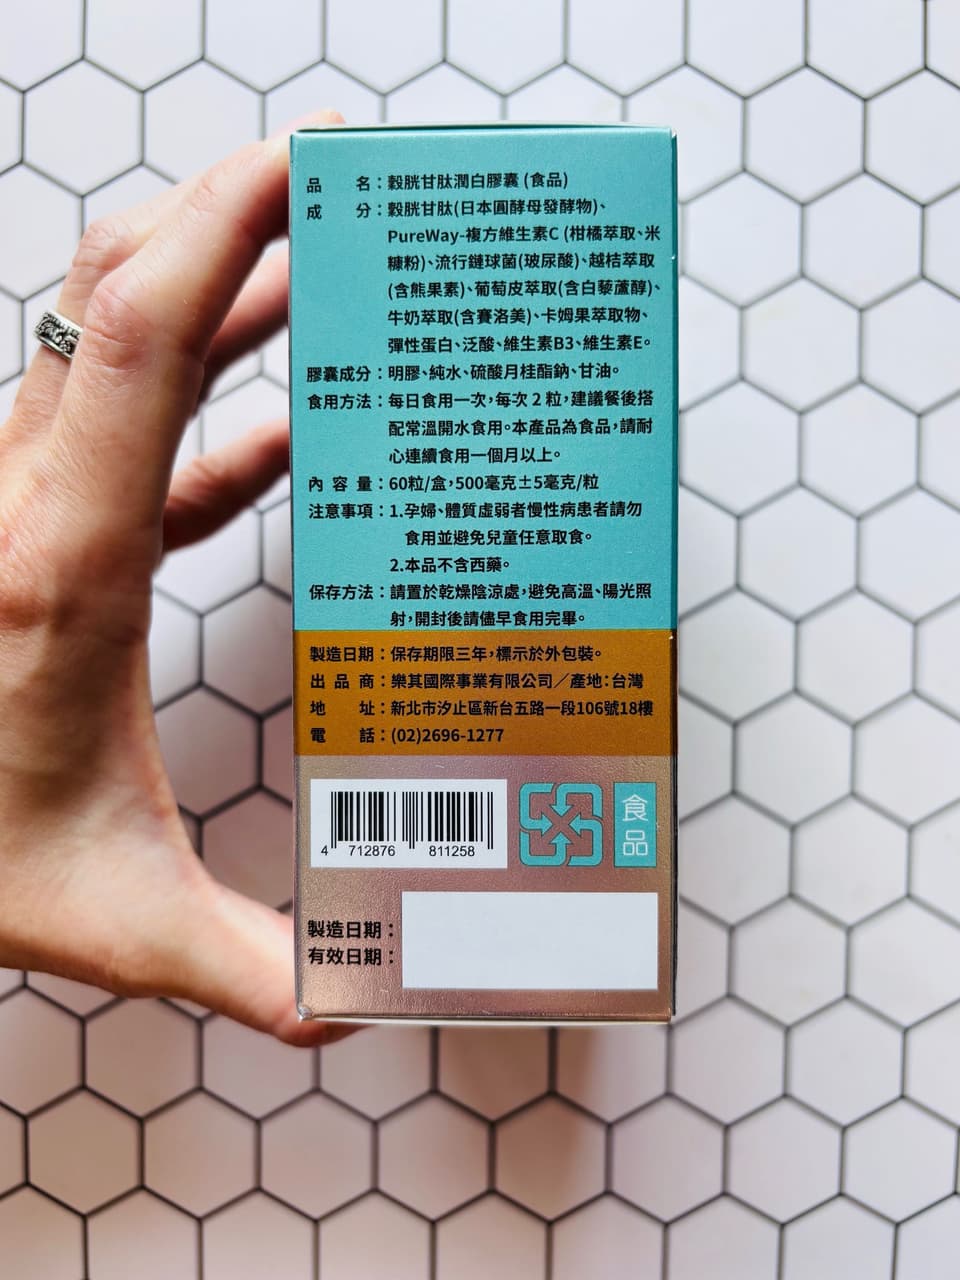 品名：穀胱甘肽潤白膠囊 (食品)
成分：穀胱甘肽(日本圓酵母發酵物)、
PureWay-複方維生素C (柑橘萃取、米
糠粉)、流行鏈球菌(玻尿酸)、越桔萃取
(含熊果素)、葡萄皮萃取(含白藜蘆醇)、
牛奶萃取(含賽洛美)、卡姆果萃取物、
彈性蛋白、泛酸、維生素B3、維生素E。
膠囊成分：明膠、純水、硫酸月桂酯鈉、甘油。
食用方法：每日食用一次，每次 2 粒，建議餐後搭
配常溫開水食用。本產品為食品，請耐
心連續食用一個月以上。
內容量：60粒/盒，500毫克±5毫克/粒
注意事項：1.孕婦、體質虛弱者慢性病患者請勿
食用並避免兒童任意取食。
2.本品不含西藥。
保存方法：請置於乾燥陰涼處，避免高溫、陽光照
射，開封後請儘早食用完畢。
製造日期：保存期限三年，標示於外包裝。
出品商：樂其國際事業有限公司／產地：台灣
地址：新北市汐止區新台五路一段106號18樓
電話：(02)2696-1277
4 712876 811258
食品
製造日期：
有效日期：